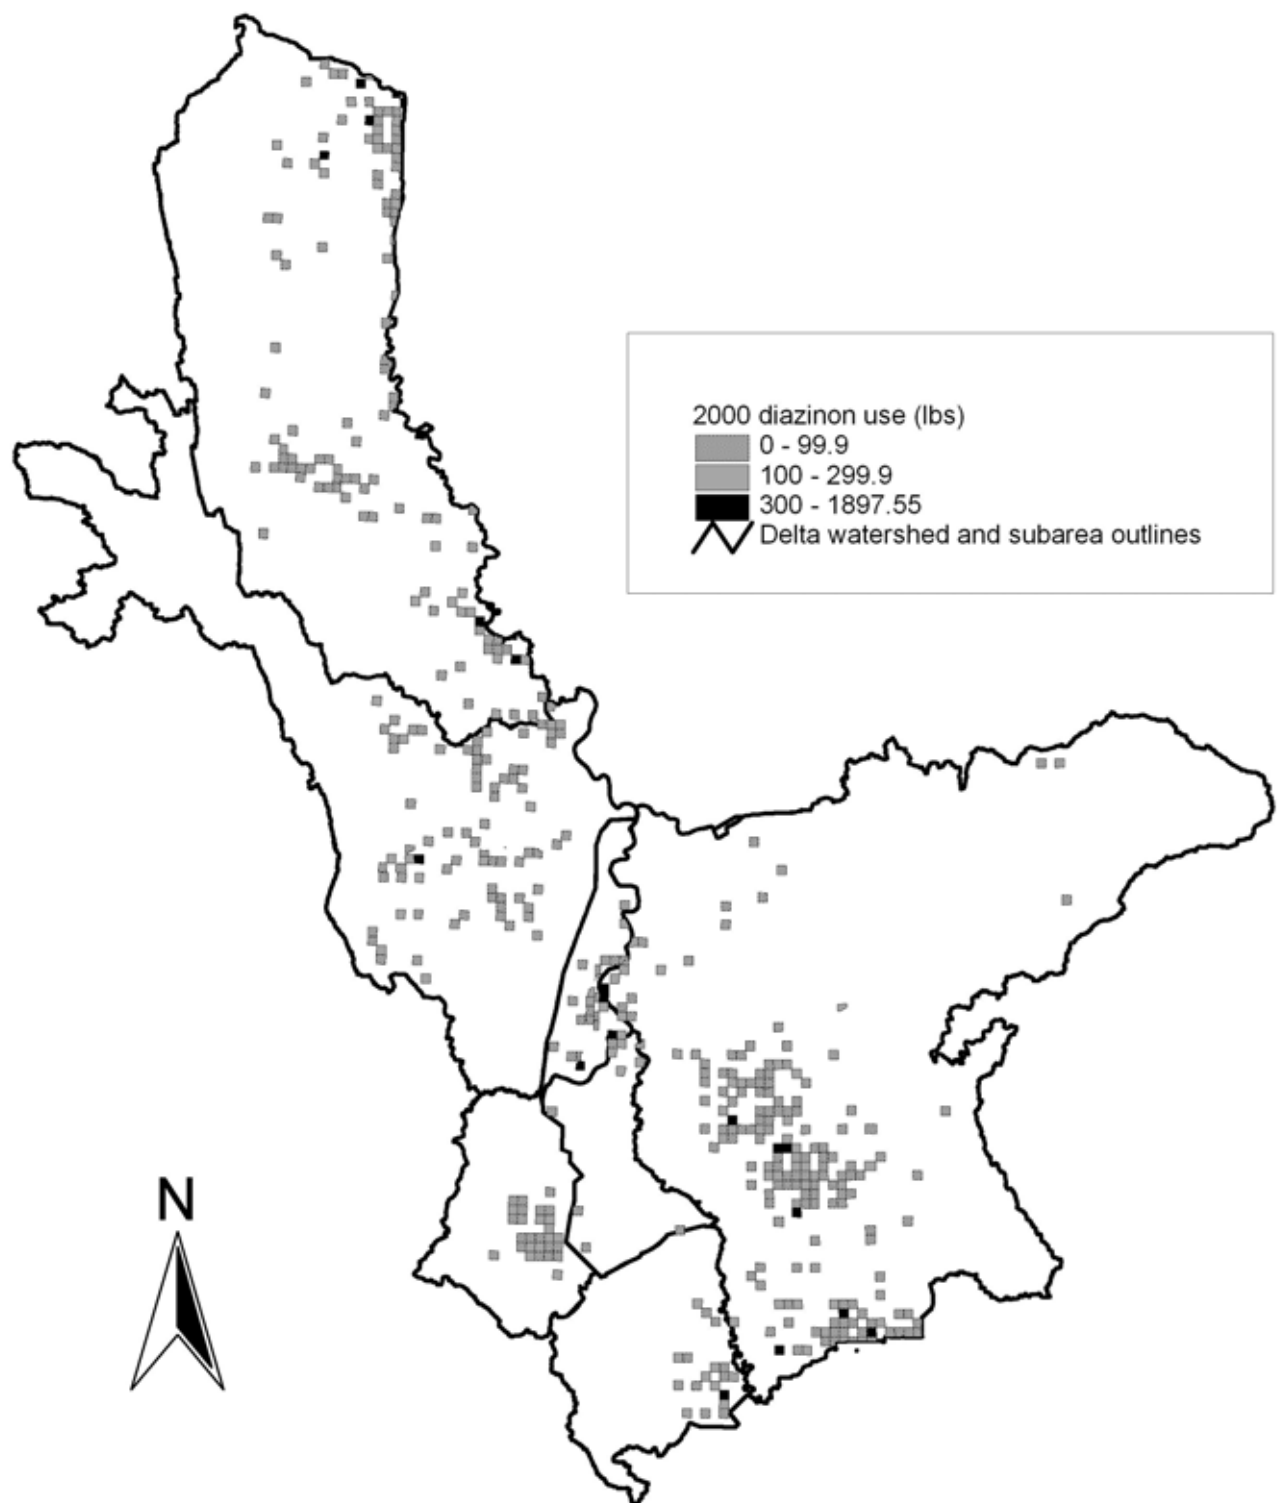 2000 diazinon use (lbs)
0 - 99.9
100 - 299.9
300 - 1897.55
Delta watershed and subarea outlines
N